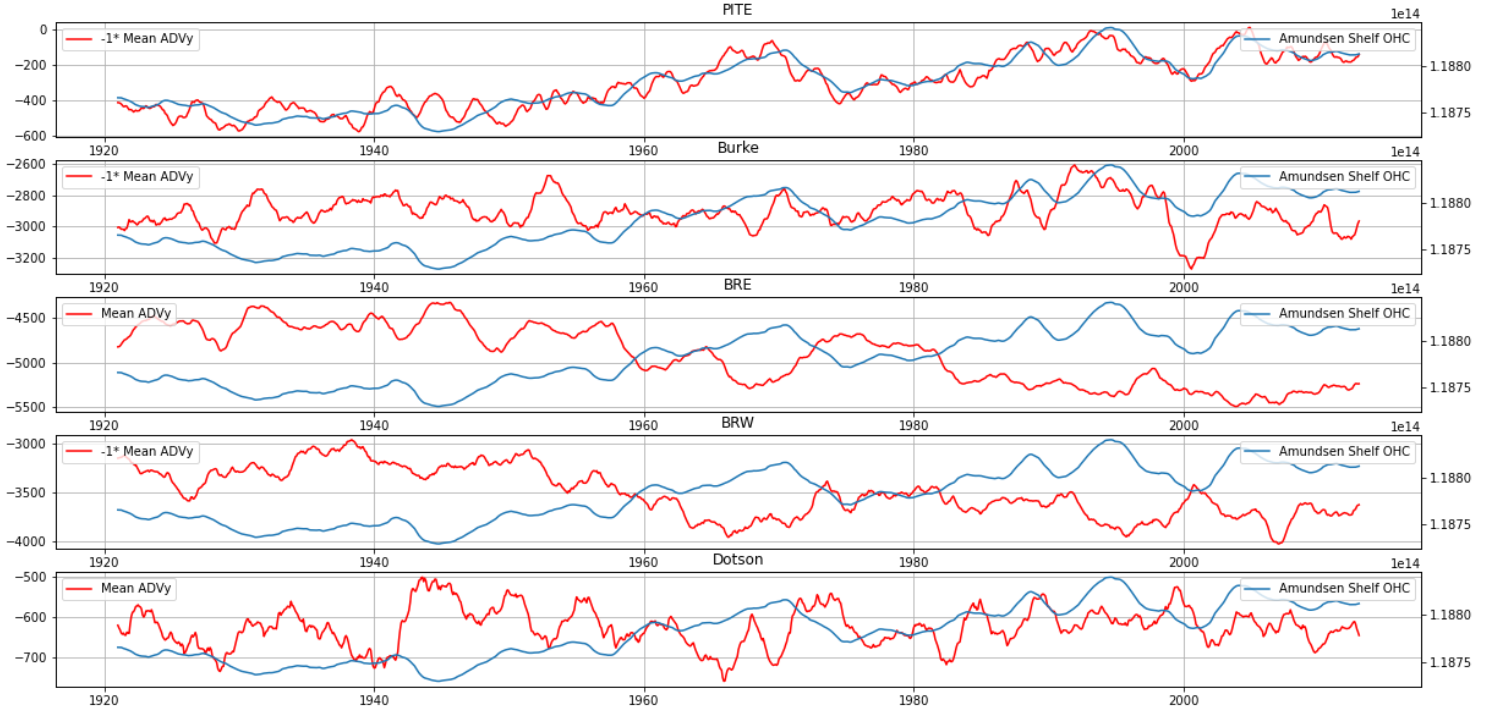 PITE
1e14
0
-1* Mean ADVy
Amundsen Shelf OHC
−200
1.1880
−400
1.1875
−600
1920
1940
1960
1980
2000
Burke
1e14
−2600
-1* Mean ADVy
Amundsen Shelf OHC
−2800
1.1880
−3000
1.1875
−3200
1920
1940
1960
1980
2000
BRE
1e14
−4500
Mean ADVy
Amundsen Shelf OHC
1.1880
−5000
1.1875
−5500
1920
1940
1960
1980
2000
BRW
1e14
−3000
-1* Mean ADVy
Amundsen Shelf OHC
1.1880
−3500
1.1875
−4000
1920
1940
1960
1980
2000
Dotson
1e14
−500
Mean ADVy
Amundsen Shelf OHC
−600
1.1880
−700
1.1875
1920
1940
1960
1980
2000